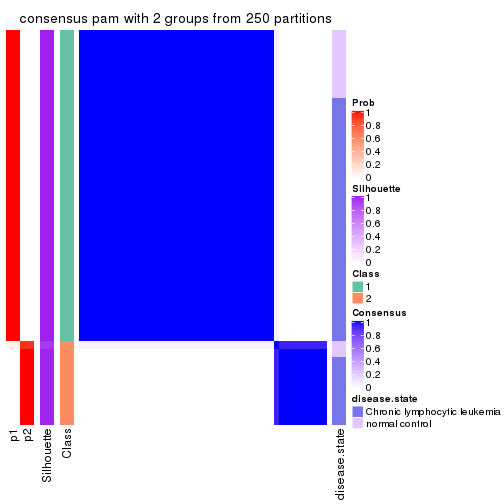 consensus pam with 2 groups from 250 partitions
Prob
1
0.8
0.6
0.4
0.2
0
Silhouette
1
0.8
0.6
0.4
0.2
0
Class
1
2
Consensus
1
0.8
0.6
0.4
0.2
0
disease.state
Chronic lymphocytic leukemia
normal control
p1
p2
Silhouette
Class
disease.state